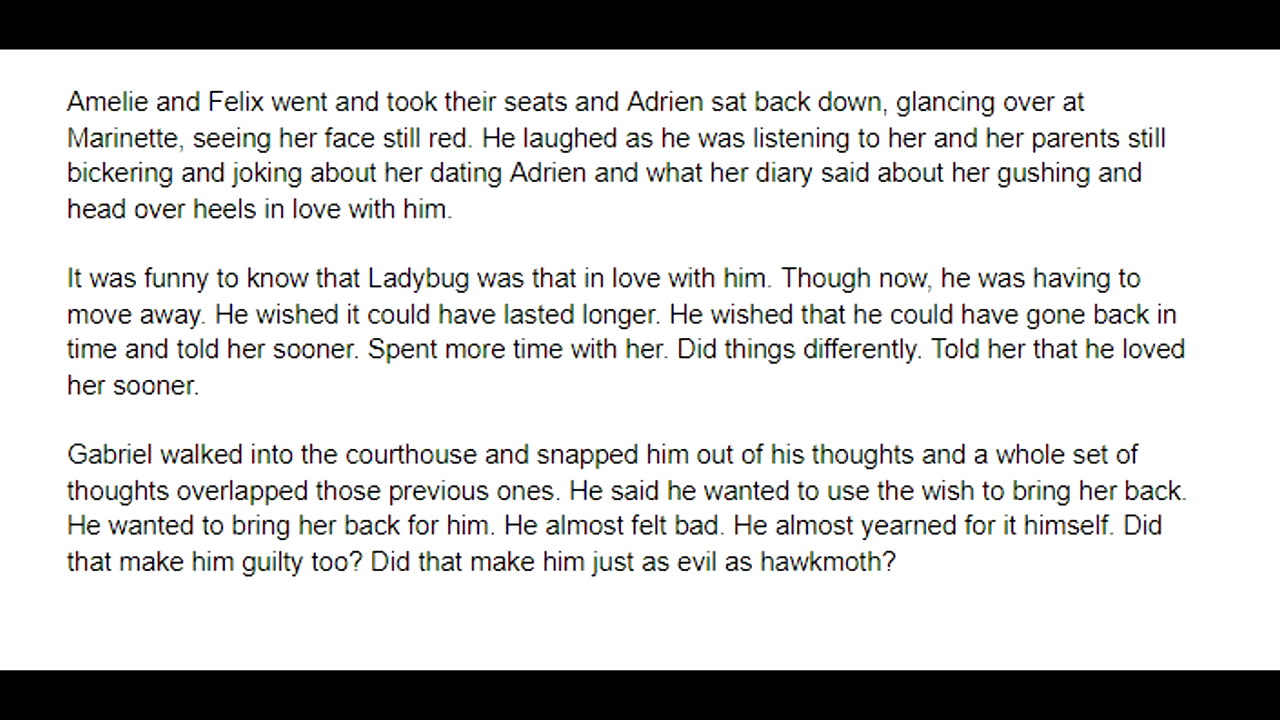 Amelie and Felix went and took their seats and Adrien sat back down, glancing over at
Marinette, seeing her face still red. He laughed as he was listening to her and her parents still
bickering and joking about her dating Adrien and what her diary said about her gushing and
head over heels in love with him.
It was funny to know that Ladybug was that in love with him. Though now, he was having to
move away. He wished it could have lasted longer. He wished that he could have gone back in
time and told her sooner. Spent more time with her. Did things differently. Told her that he loved
her sooner.
Gabriel walked into the courthouse and snapped him out of his thoughts and a whole set of
thoughts overlapped those previous ones. He said he wanted to use the wish to bring her back.
He wanted to bring her back for him. He almost felt bad. He almost yearned for it himself. Did
that make him guilty too? Did that make him just as evil as hawkmoth?